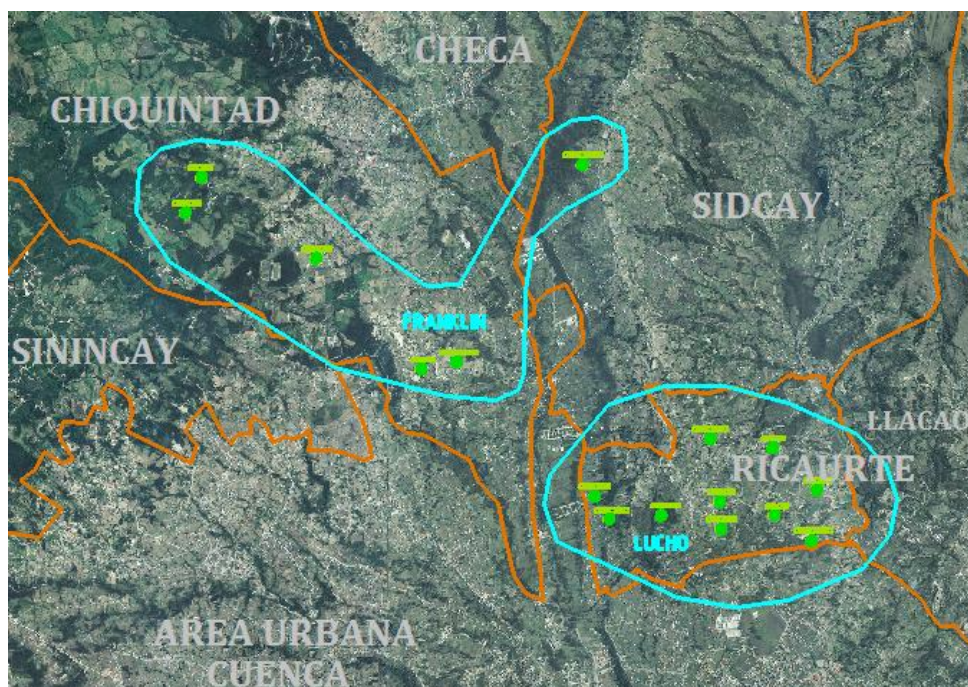 CHECA
CHIQUINTAD
SIDCAY
FRANKLIN
SININCAY
LLACAO
RICAURTE
LUCHO
AREA URBANA
CUENCA